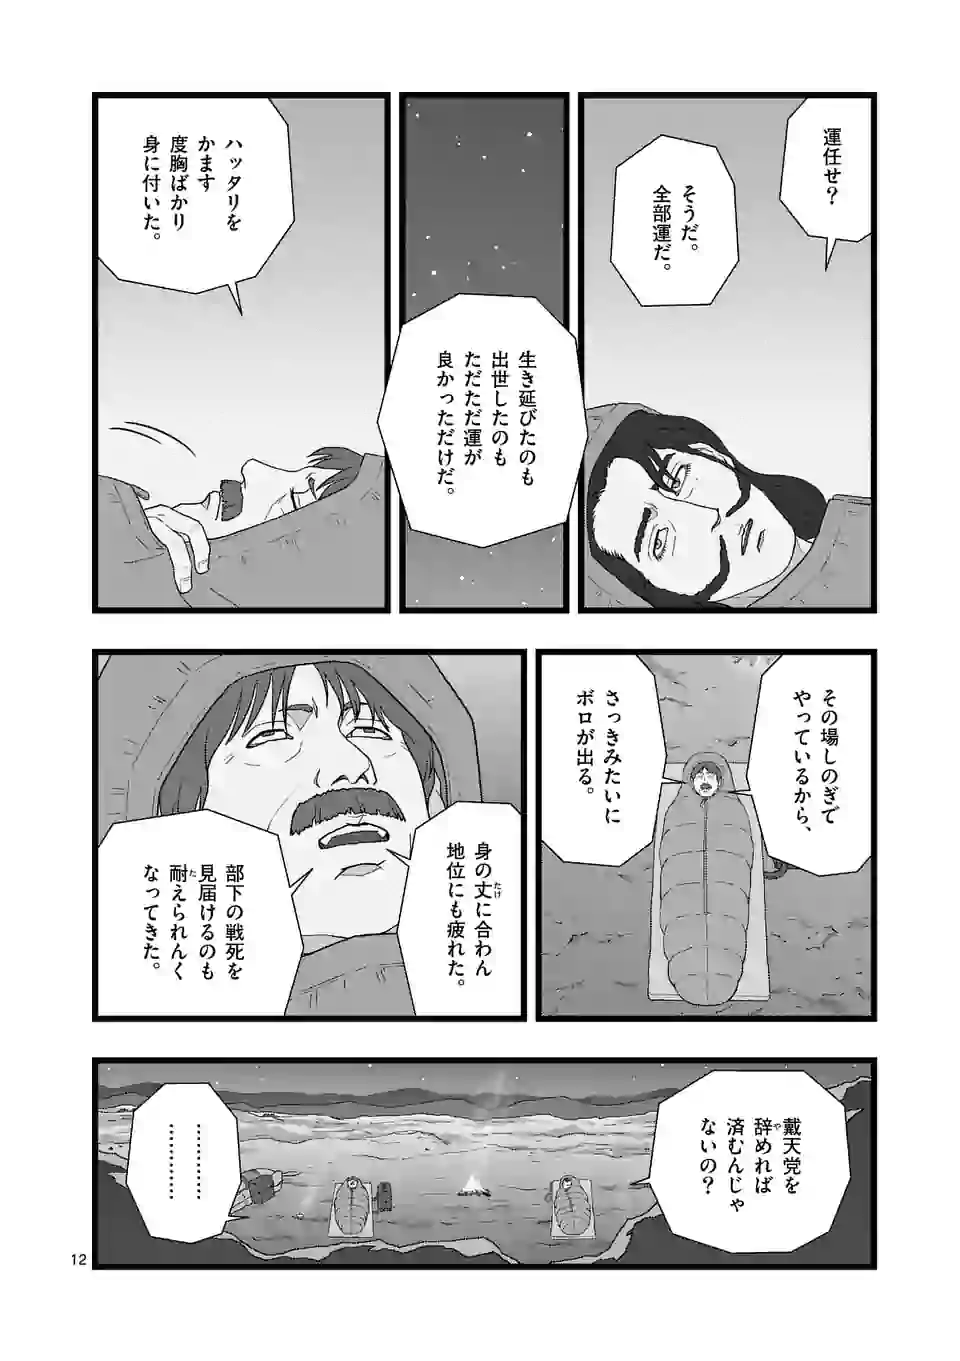 運任せ？
そうだ。
全部運だ。
生き延びたのも
出世したのも
ただただ運が
良かっただけだ。
ハッタリを
かます
度胸ばかり
身に付いた。
その場しのぎで
やっているから、
さっきみたいに
ボロが出る。
身の丈に合わん
たけ
地位にも疲れた。
部下の戦死を
見届けるのも
耐えられんく
た
なってきた。
戴天党を
辞めれば
や
済むんじゃ
ないの？
…………
…………
12